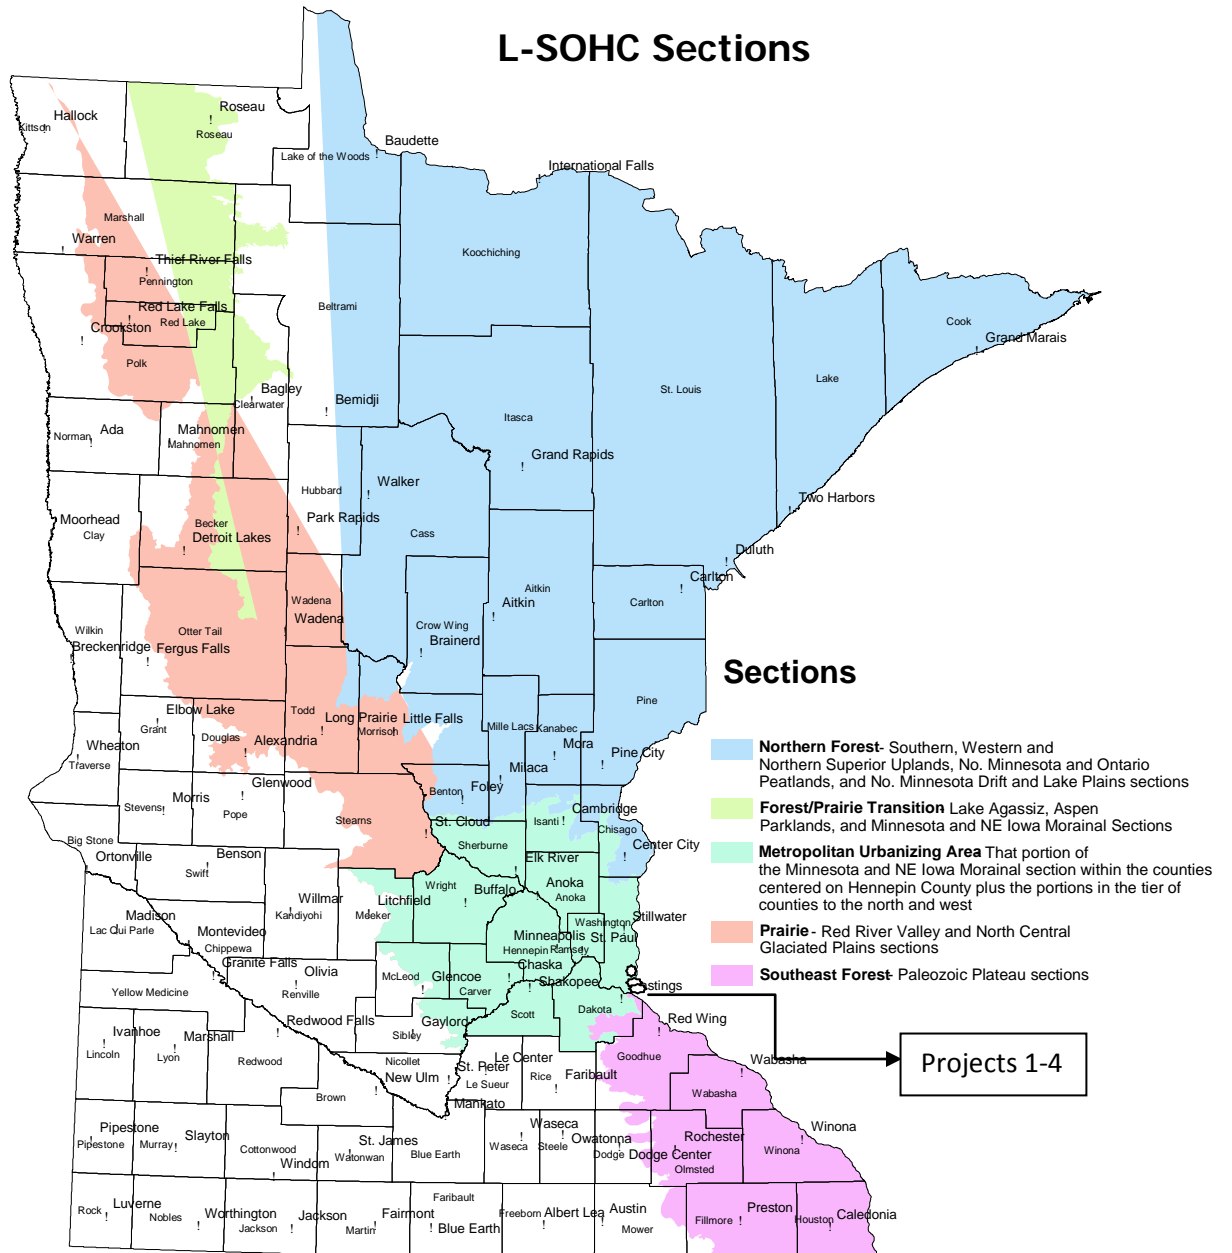 L-SOHC Sections
Hallock
Kittson
Roseau
Roseau
Baudette
Lake of the Woods
International Falls
Marshall
Warren
Koochiching
Thief River Falls
Pennington
Beltrami
Red Lake Falls
Red Lake
Crookston
Cook
Grand Marais
Polk
Bagley
Clearwater
Bemidji
St. Louis
Lake
Itasca
Ada
Norman
Mahnomen
Mahnomen
Grand Rapids
Walker
Hubbard
Park Rapids
Two Harbors
Moorhead
Clay
Becker
Detroit Lakes
Cass
Duluth
Carlton
Carlton
Aitkin
Aitkin
Wadena
Wadena
Wilkin
Breckenridge
Otter Tail
Fergus Falls
Crow Wing
Brainerd
Sections
Pine
Elbow Lake
Grant
Douglas
Alexandria
Todd
Long Prairie
Morrison
Little Falls
Mille Lacs
Kanabec
Mora
Pine City
Wheaton
Traverse
Northern Forest- Southern, Western and
Northern Superior Uplands, No. Minnesota and Ontario
Peatlands, and No. Minnesota Drift and Lake Plains sections
Glenwood
Milaca
Foley
Benton
Morris
Stevens
Pope
Forest/Prairie Transition Lake Agassiz, Aspen
Parklands, and Minnesota and NE Iowa Morainal Sections
Stearns
St. Cloud
Isanti
Cambridge
Chisago
Center City
Big Stone
Ortonville
Benson
Swift
Sherburne
Elk River
Metropolitan Urbanizing Area That portion of
the Minnesota and NE Iowa Morainal section within the counties
centered on Hennepin County plus the portions in the tier of
counties to the north and west
Willmar
Kandiyohi
Meeker
Litchfield
Wright
Buffalo
Anoka
Anoka
Madison
Lac Qui Parle
Montevideo
Chippewa
Washington
Stillwater
Minneapolis
St. Paul
Hennepin
Ramsey
Prairie - Red River Valley and North Central
Glaciated Plains sections
Granite Falls
Olivia
Renville
McLeod
Glencoe
Carver
Chaska
Shakopee
Southeast Forest- Paleozoic Plateau sections
Yellow Medicine
Dakota
Scott
Red Wing
Ivanhoe
Lincoln
Marshall
Lyon
Redwood Falls
Redwood
Sibley
Gaylord
Nicollet
New Ulm
St. Peter
Le Center
Le Sueur
Rice
Faribault
Goodhue
Wabasha
Wabasha
Projects 1-4
Brown
Mankato
Pipestone
Pipestone
Murray
Slayton
Cottonwood
Windom
St. James
Watonwan
Blue Earth
Waseca
Waseca
Steele
Owatonna
Dodge
Dodge Center
Rochester
Olmsted
Winona
Winona
Rock
Luverne
Nobles
Worthington
Jackson
Jackson
Martin
Fairmont
Faribault
Blue Earth
Freeborn
Albert Lea
Austin
Mower
Fillmore
Preston
Houston
Caledonia